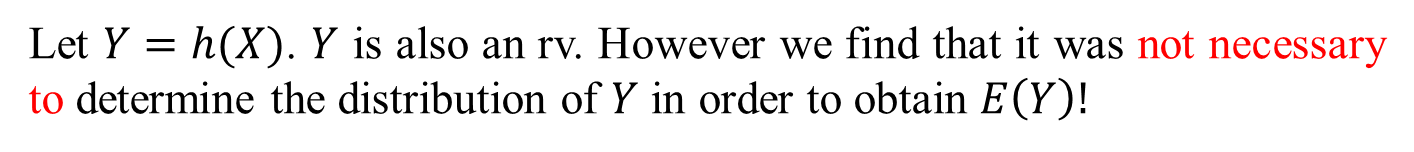 Let Y = h(X). Y is also an rv. However we find that it was not necessary
to determine the distribution of Y in order to obtain E(Y)!